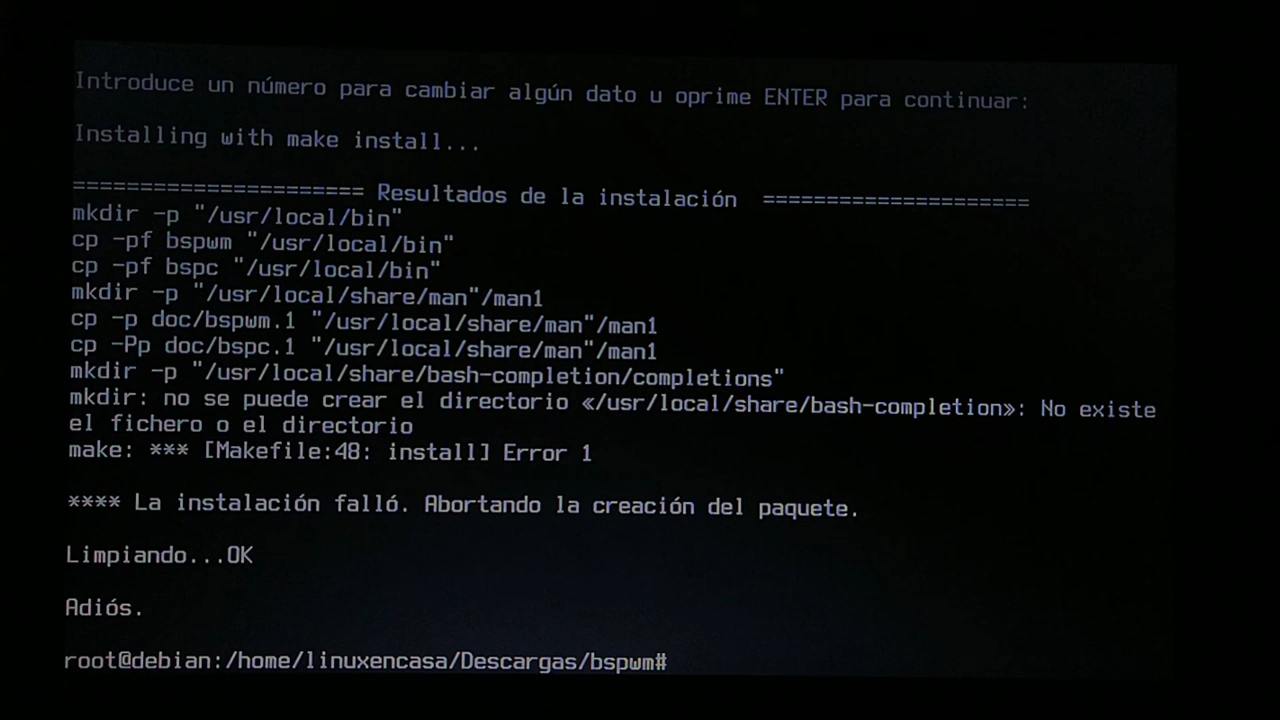 Introduce un número para cambiar algún dato u oprime ENTER para continuar:
Installing with make install...
====================== Resultados de la instalación ====================
mkdir -p "/usr/local/bin"
cp -pf bspwm "/usr/local/bin"
cp -pf bspc "/usr/local/bin"
mkdir -p "/usr/local/share/man"/man1
cp -p doc/bspwm.1 "/usr/local/share/man"/man1
cp -Pp doc/bspc.1 "/usr/local/share/man"/man1
mkdir -p "/usr/local/share/bash-completion/completions"
mkdir: no se puede crear el directorio «/usr/local/share/bash-completion»: No existe
el fichero o el directorio
make: *** [Makefile:48: install] Error 1
**** La instalación falló. Abortando la creación del paquete.
Limpiando...OK
Adiós.
root@debian:/home/linuxencasa/Descargas/bspwm#